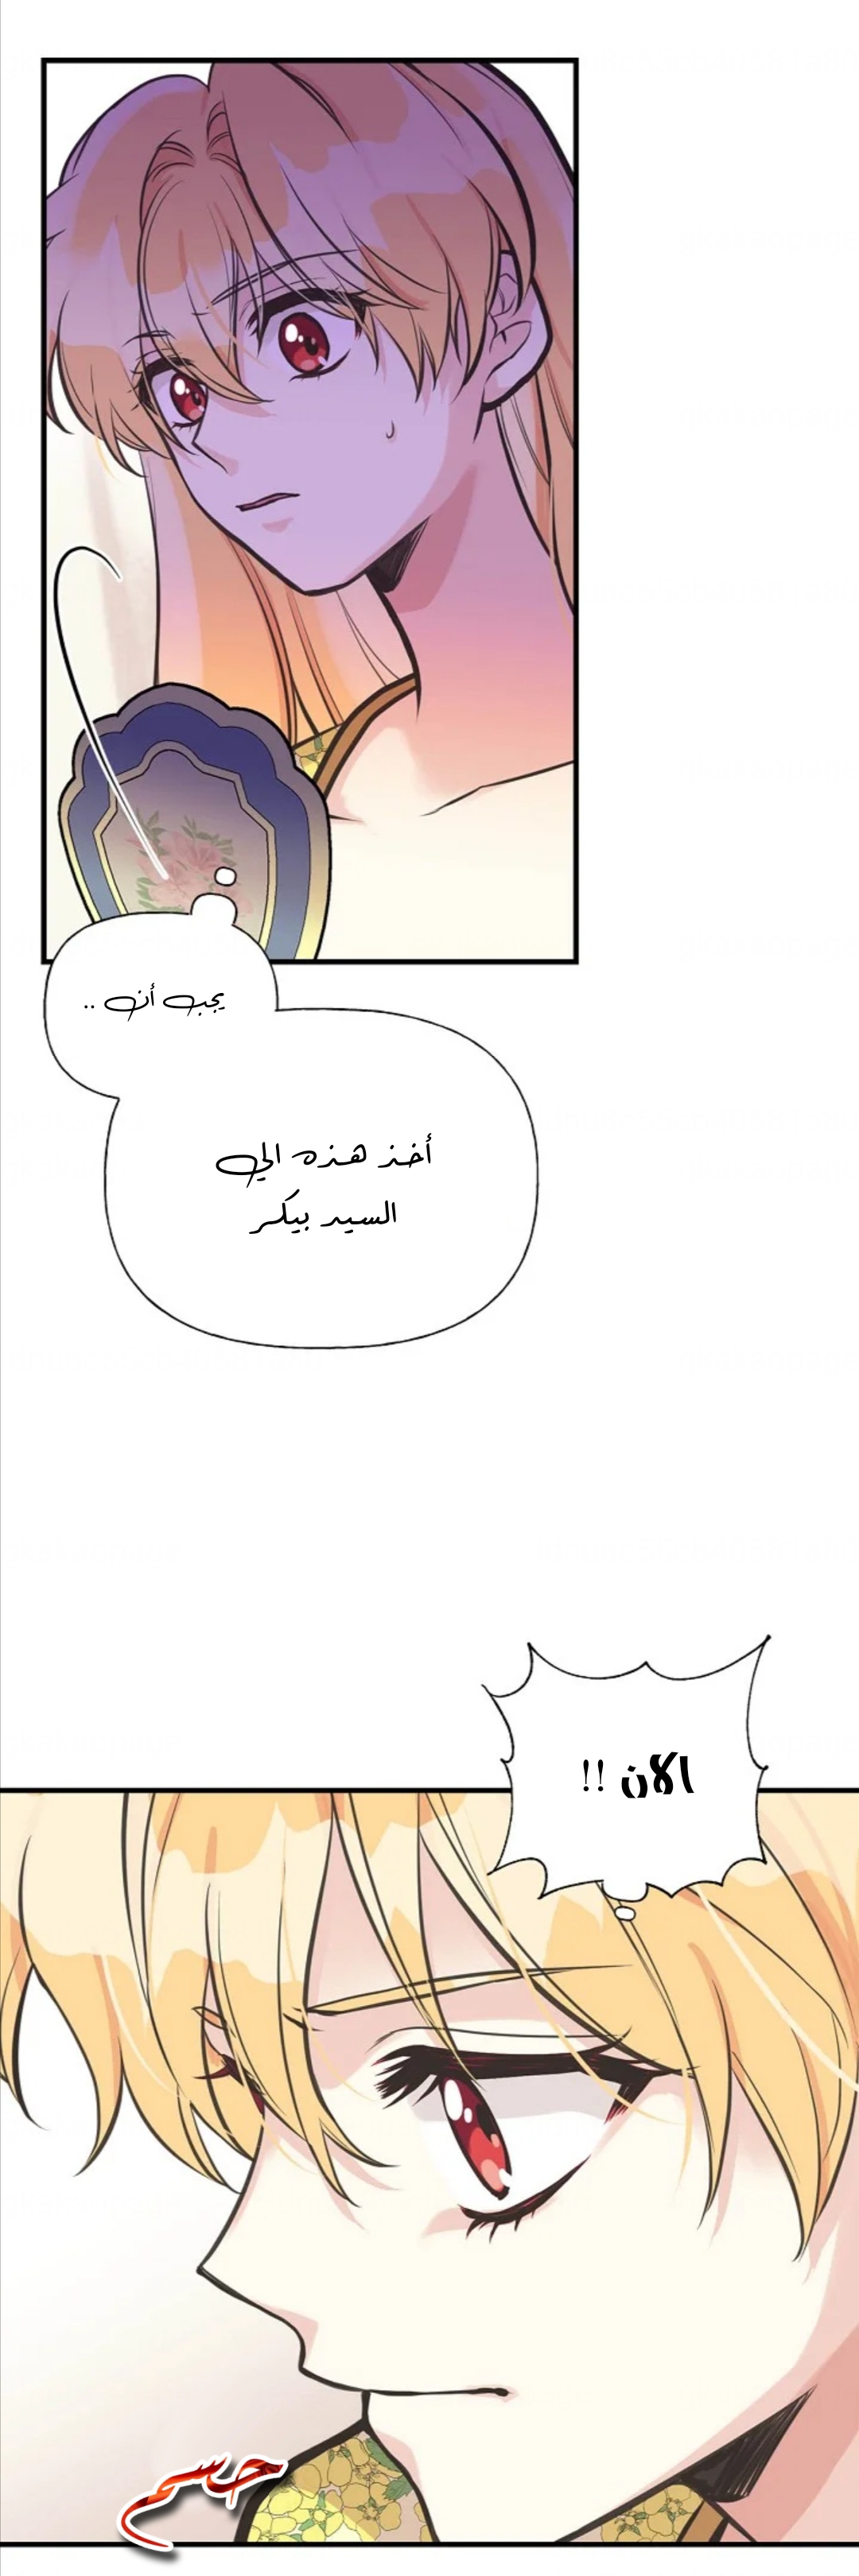 يجب أن ..
أخذ هذه الي
السيد بيكر
الان !!
حسم